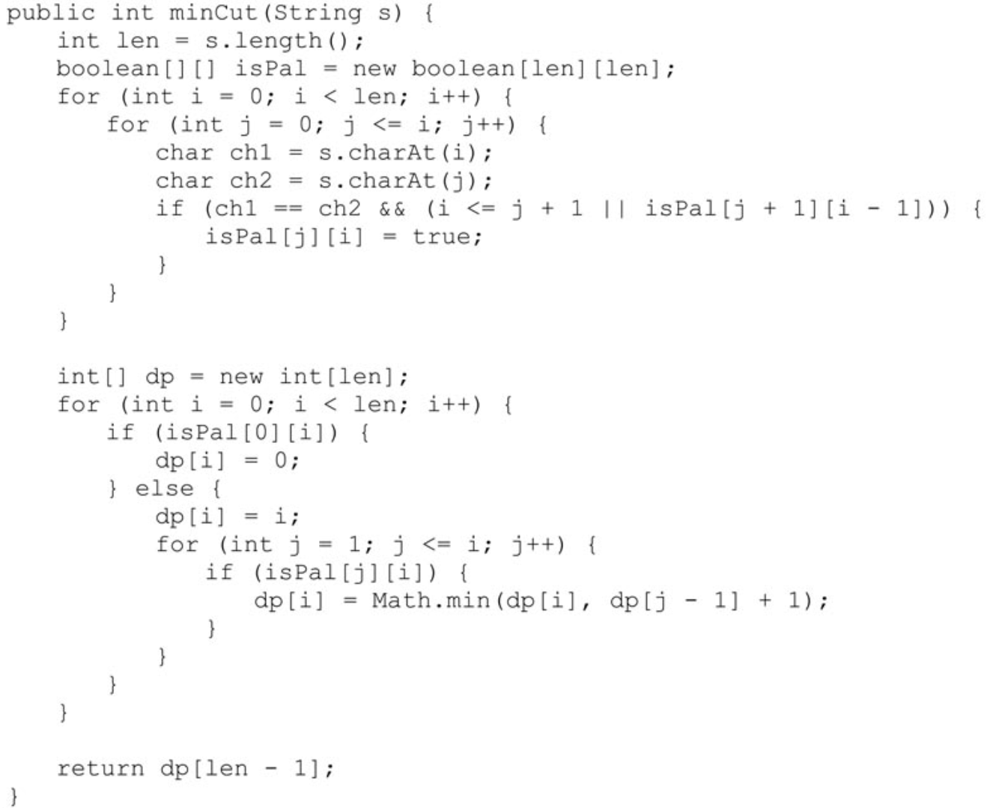 public int minCut(String s) {
    int len = s.length();
    boolean[][] isPal = new boolean[len][len];
    for (int i = 0; i < len; i++) {
        for (int j = 0; j <= i; j++) {
            char ch1 = s.charAt(i);
            char ch2 = s.charAt(j);
            if (ch1 == ch2 && (i <= j + 1 || isPal[j + 1][i - 1])) {
                isPal[j][i] = true;
            }
        }
    }

    int[] dp = new int[len];
    for (int i = 0; i < len; i++) {
        if (isPal[0][i]) {
            dp[i] = 0;
        } else {
            dp[i] = i;
            for (int j = 1; j <= i; j++) {
                if (isPal[j][i]) {
                    dp[i] = Math.min(dp[i], dp[j - 1] + 1);
                }
            }
        }
    }

    return dp[len - 1];
}